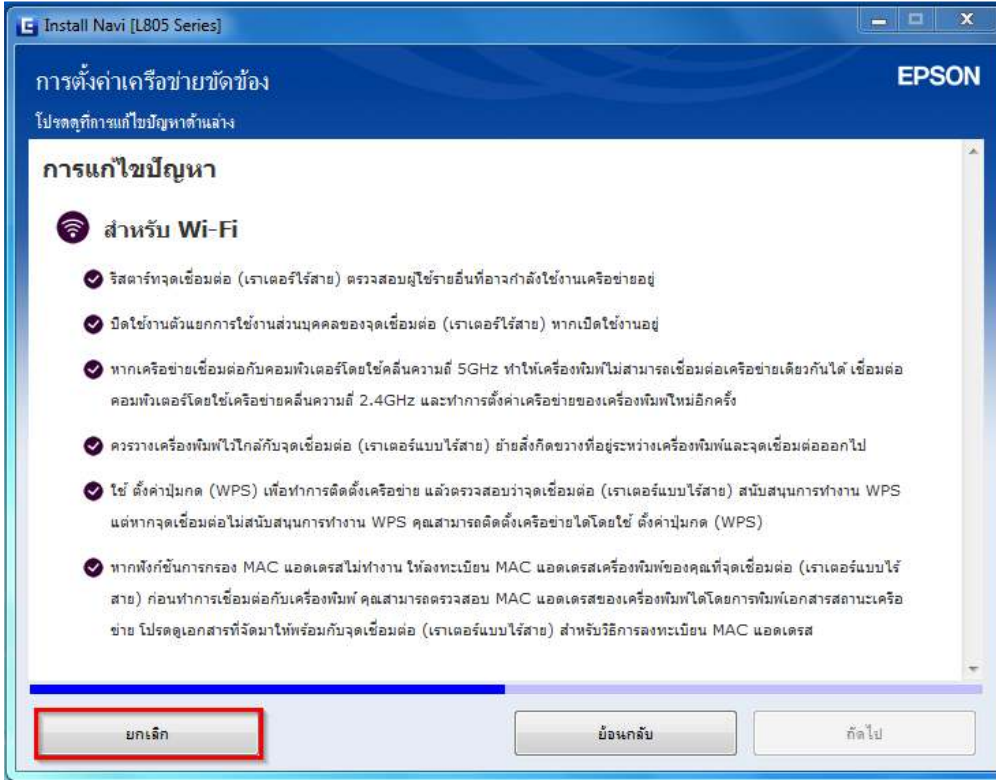 Install Navi [L805 Series]
การตั้งค่าเครือข่ายขัดข้อง
EPSON
โปรดดูที่การแก้ไขปัญหาด้านล่าง
การแก้ไขปัญหา
สำหรับ Wi-Fi
รีสตาร์ทจุดเชื่อมต่อ (เราเตอร์ไร้สาย) ตรวจสอบผู้ใช้รายอื่นที่อาจกำลังใช้งานเครือข่ายอยู่
ปิดใช้งานตัวแยกการใช้งานส่วนบุคคลของจุดเชื่อมต่อ (เราเตอร์ไร้สาย) หากเปิดใช้งานอยู่
หากเครือข่ายเชื่อมต่อกับคอมพิวเตอร์โดยใช้คลื่นความถี่ 5GHz ทำให้เครื่องพิมพ์ไม่สามารถเชื่อมต่อเครือข่ายเดียวกันได้ เชื่อมต่อ
คอมพิวเตอร์โดยใช้เครือข่ายคลื่นความถี่ 2.4GHz และทำการตั้งค่าเครือข่ายของเครื่องพิมพ์ใหม่อีกครั้ง
ควรวางเครื่องพิมพ์ไว้ใกล้กับจุดเชื่อมต่อ (เราเตอร์แบบไร้สาย) ย้ายสิ่งกีดขวางที่อยู่ระหว่างเครื่องพิมพ์และจุดเชื่อมต่อออกไป
ใช้ ตั้งค่าปุ่มกด (WPS) เพื่อทำการติดตั้งเครือข่าย แล้วตรวจสอบว่าจุดเชื่อมต่อ (เราเตอร์แบบไร้สาย) สนับสนุนการทำงาน WPS
แต่หากจุดเชื่อมต่อไม่สนับสนุนการทำงาน WPS คุณสามารถติดตั้งเครือข่ายได้โดยใช้ ตั้งค่าปุ่มกด (WPS)
หากฟังก์ชันการกรอง MAC แอดเดรสไม่ทำงาน ให้ลงทะเบียน MAC แอดเดรสเครื่องพิมพ์ของคุณที่จุดเชื่อมต่อ (เราเตอร์แบบไร้
สาย) ก่อนทำการเชื่อมต่อกับเครื่องพิมพ์ คุณสามารถตรวจสอบ MAC แอดเดรสของเครื่องพิมพ์ได้โดยการพิมพ์เอกสารสถานะเครือ
ข่าย โปรดดูเอกสารที่จัดมาให้พร้อมกับจุดเชื่อมต่อ (เราเตอร์แบบไร้สาย) สำหรับวิธีการลงทะเบียน MAC แอดเดรส
ยกเลิก
ย้อนกลับ
ถัดไป